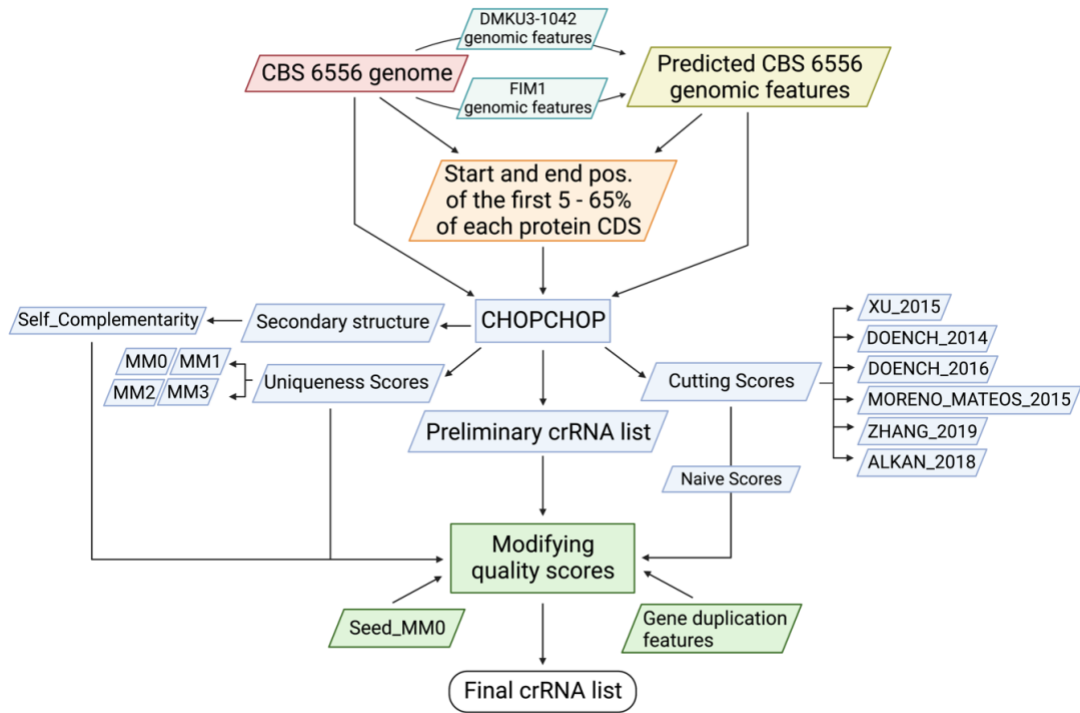 DMKU3-1042
genomic features
CBS 6556 genome
FIM1
genomic features
Predicted CBS 6556
genomic features
Start and end pos.
of the first 5 - 65%
of each protein CDS
CHOPCHOP
Secondary structure
Self_Complementarity
Uniqueness Scores
MM0
MM1
MM2
MM3
Preliminary crRNA list
Cutting Scores
XU_2015
DOENCH_2014
DOENCH_2016
MORENO_MATEOS_2015
ZHANG_2019
ALKAN_2018
Naive Scores
Modifying
quality scores
Seed_MM0
Gene duplication
features
Final crRNA list